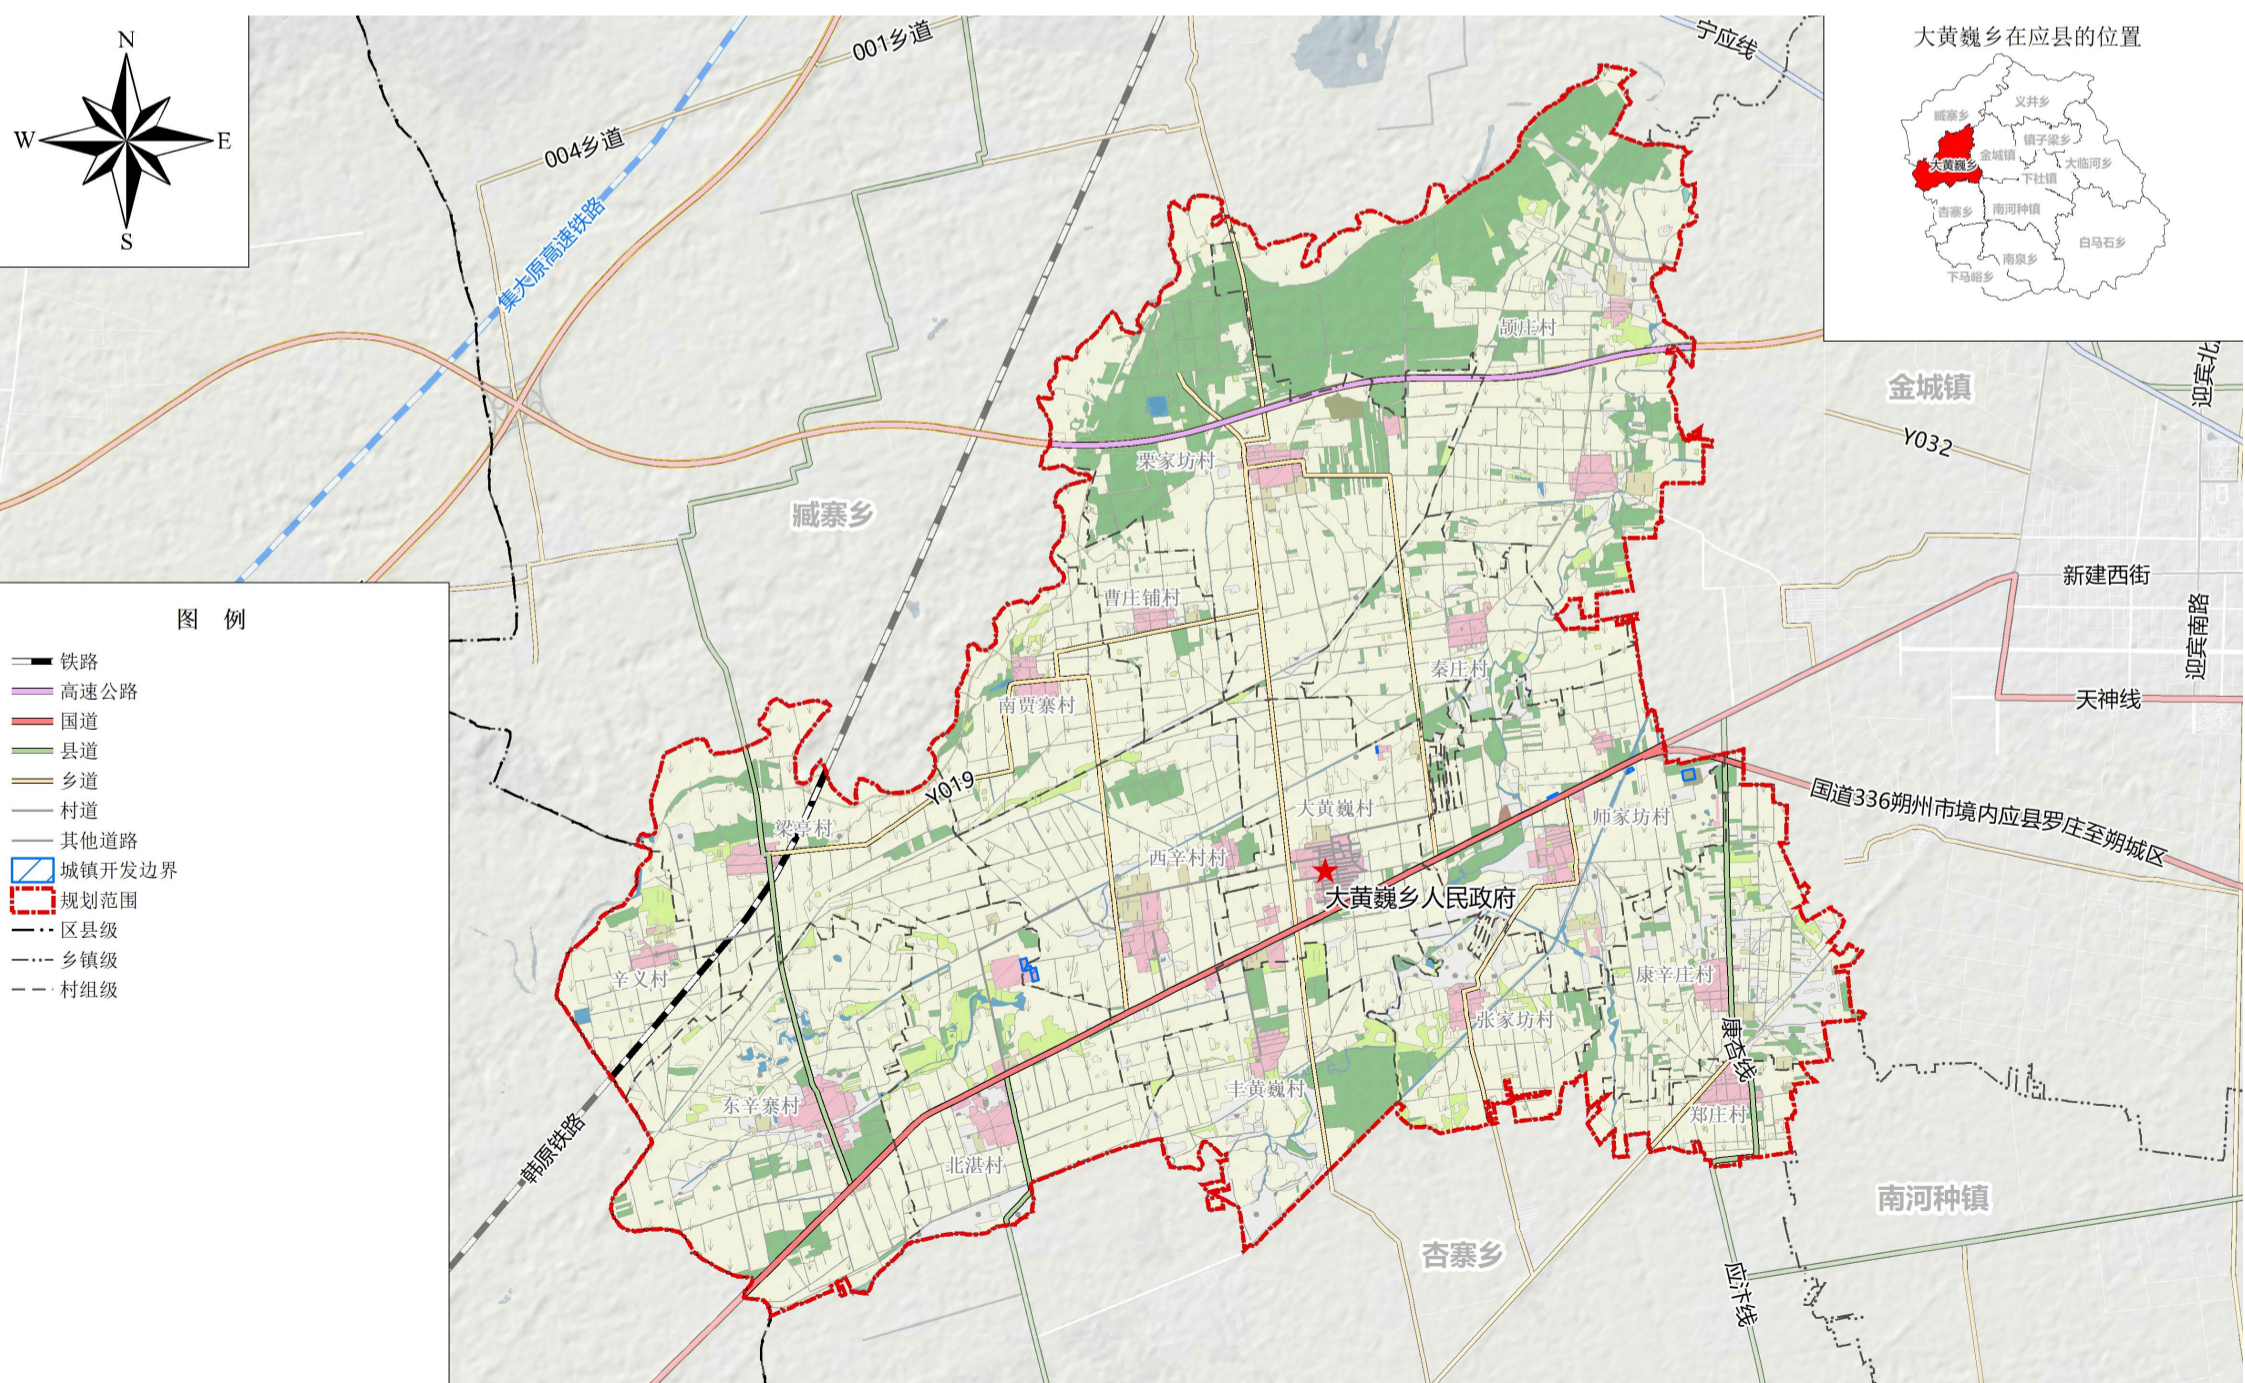 N
W
E
S
001乡道
004乡道
集大原高速铁路
宁应线
大黄巍乡在应县的位置
义井乡
臧寨乡
镇子梁乡
金城镇
大临河乡
大黄巍乡
下社镇
杏寨乡
南河种镇
白马石乡
南泉乡
下马峪乡
颉庄村
金城镇
迎宾北
Y032
栗家坊村
臧寨乡
新建西街
曹庄铺村
迎宾南路
秦庄村
南贾寨村
天神线
Y019
国道336朔州市境内应县罗庄至朔城区
大黄巍村
师家坊村
梁亭村
西辛村村
大黄巍乡人民政府
辛义村
康辛庄村
张家坊村
康杏线
丰黄巍村
东辛寨村
郑庄村
北湛村
韩原铁路
南河种镇
杏寨乡
应汴线
图 例
铁路
高速公路
国道
县道
乡道
村道
其他道路
城镇开发边界
规划范围
区县级
乡镇级
村组级